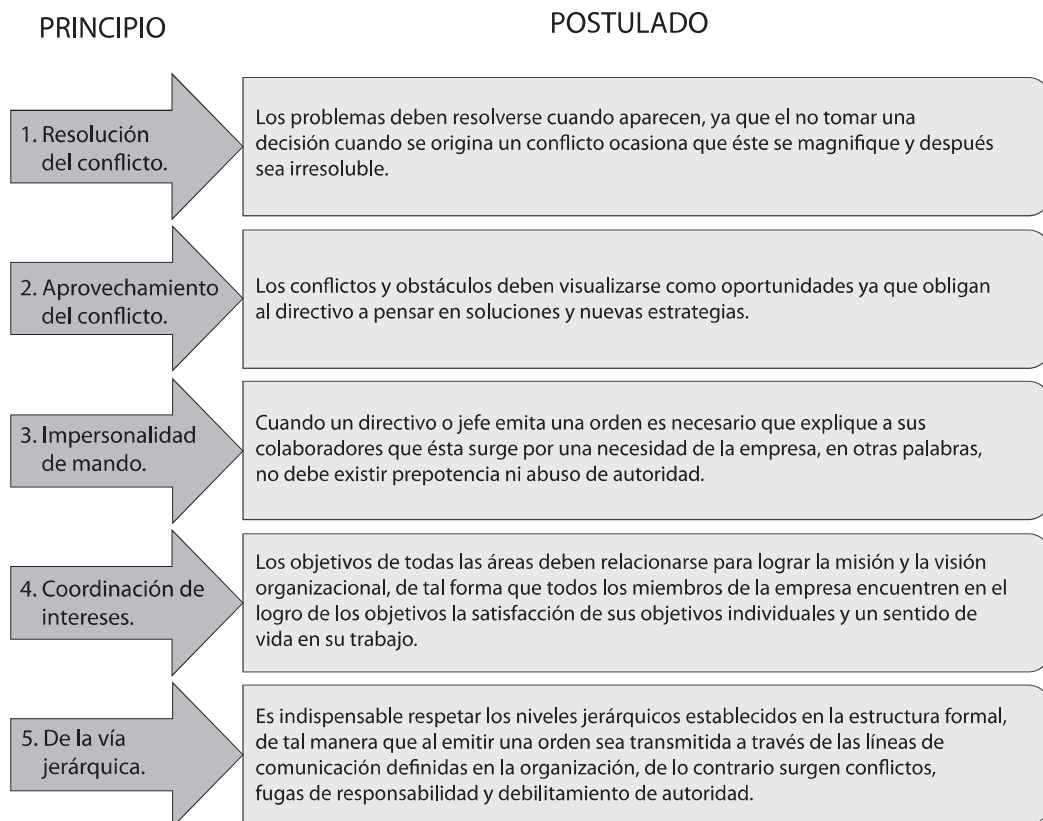 PRINCIPIO
POSTULADO
1. Resolución
del conflicto.
Los problemas deben resolverse cuando aparecen, ya que el no tomar una
decisión cuando se origina un conflicto ocasiona que éste se magnifique y después
sea irresoluble.
2. Aprovechamiento
del conflicto.
Los conflictos y obstáculos deben visualizarse como oportunidades ya que obligan
al directivo a pensar en soluciones y nuevas estrategias.
3. Impersonalidad
de mando.
Cuando un directivo o jefe emita una orden es necesario que explique a sus
colaboradores que ésta surge por una necesidad de la empresa, en otras palabras,
no debe existir prepotencia ni abuso de autoridad.
4. Coordinación de
intereses.
Los objetivos de todas las áreas deben relacionarse para lograr la misión y la visión
organizacional, de tal forma que todos los miembros de la empresa encuentren en el
logro de los objetivos la satisfacción de sus objetivos individuales y un sentido de
vida en su trabajo.
5. De la vía
jerárquica.
Es indispensable respetar los niveles jerárquicos establecidos en la estructura formal,
de tal manera que al emitir una orden sea transmitida a través de las líneas de
comunicación definidas en la organización, de lo contrario surgen conflictos,
fugas de responsabilidad y debilitamiento de autoridad.